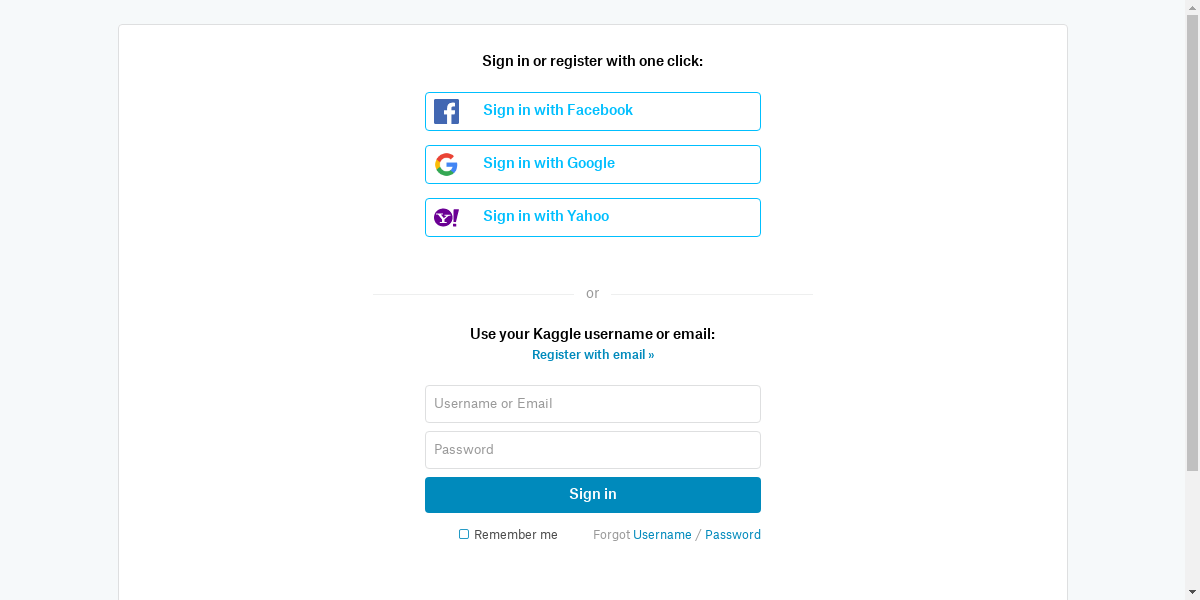 Sign in or register with one click:
Sign in with Facebook
Sign in with Google
Sign in with Yahoo
or
Use your Kaggle username or email:
Register with email »
Username or Email
Password
Sign in
Remember me Forgot Username / Password